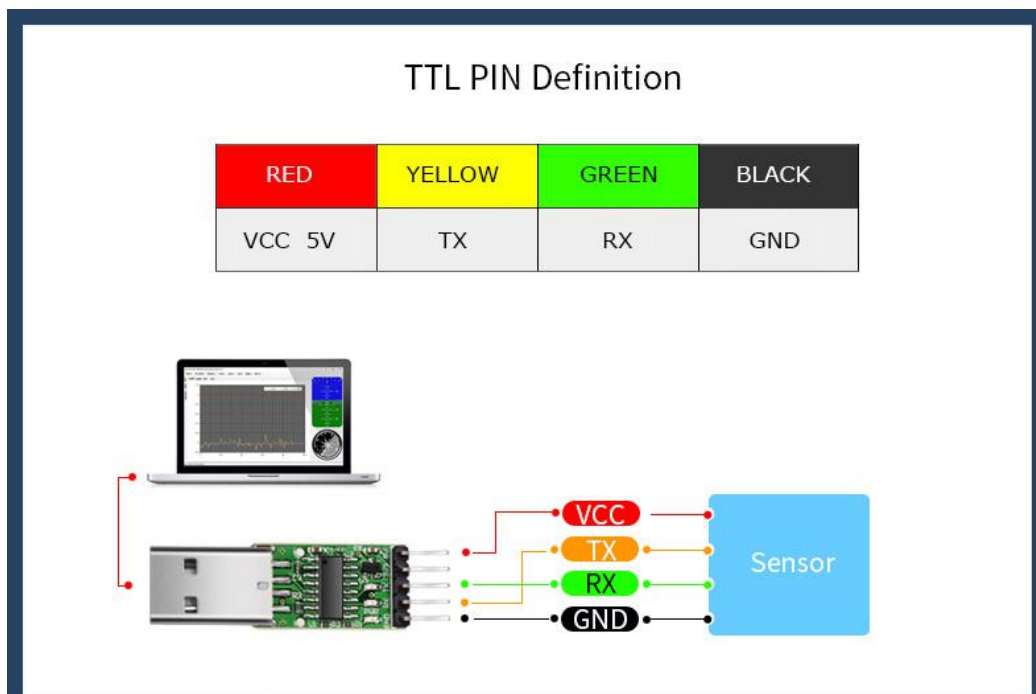 TTL PIN Definition
RED YELLOW GREEN BLACK
VCC 5V TX RX GND
VCC
TX
Sensor
RX
GND